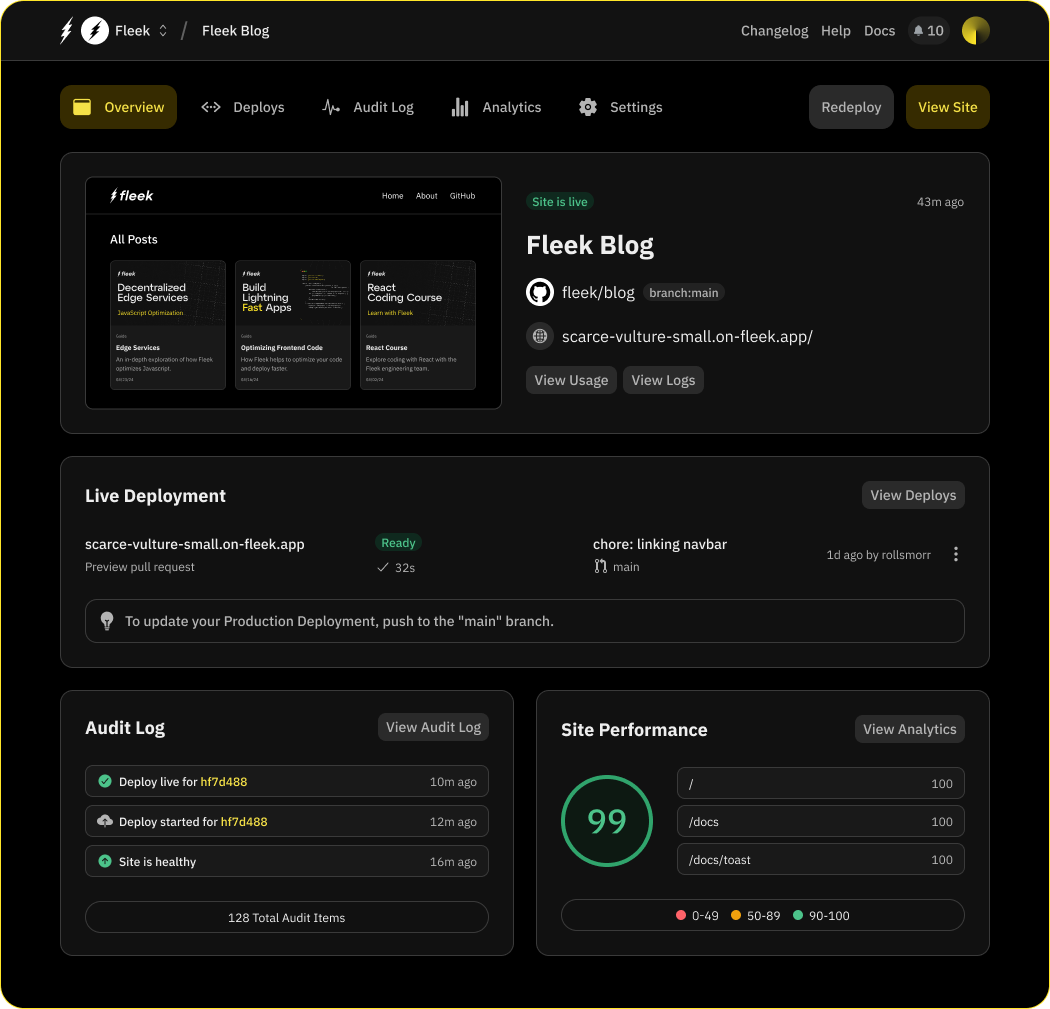 Fleek / Fleek Blog Changelog Help Docs 10
Overview Deploys Audit Log Analytics Settings Redeploy View Site
fleek Home About GitHub
All Posts
fleek
Decentralized
Edge Services
JavaScript Optimization
Guide
Edge Services
An in-depth exploration of how Fleek
optimizes Javascript.
fleek
Build
Lightning
Fast Apps
Guide
Optimizing Frontend Code
How Fleek helps to optimize your code
and deploy faster.
fleek
React
Coding Course
Learn with Fleek
Guide
React Course
Explore coding with React with the
Fleek engineering team.
Site is live 43m ago
Fleek Blog
fleek/blog branch:main
scarce-vulture-small.on-fleek.app/
View Usage View Logs
Live Deployment View Deploys
scarce-vulture-small.on-fleek.app Ready chore: linking navbar
Preview pull request 32s main 1d ago by rollsmorr
To update your Production Deployment, push to the "main" branch.
Audit Log View Audit Log
Deploy live for hf7d488 10m ago
Deploy started for hf7d488 12m ago
Site is healthy 16m ago
128 Total Audit Items
Site Performance View Analytics
99
/ 100
/docs 100
/docs/toast 100
0-49 50-89 90-100